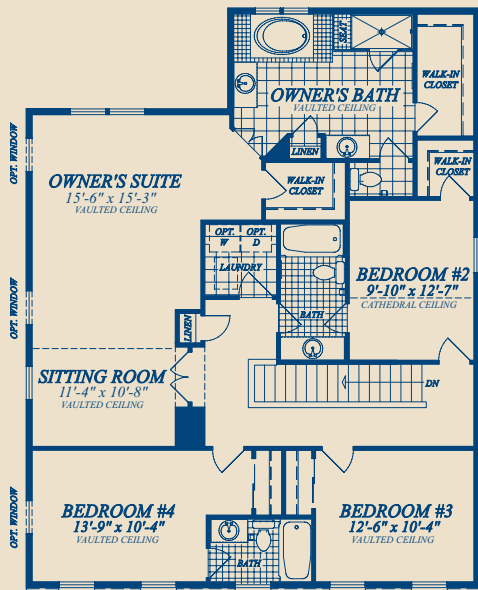 SEAT
WALK-IN
CLOSET
OWNER'S BATH
VAULTED CEILING
OPT. WINDOW
LINEN
WALK-IN
CLOSET
OWNER'S SUITE
15'-6" x 15'-3"
VAULTED CEILING
WALK-IN
CLOSET
OPT.
W
OPT.
D
LAUNDRY
BEDROOM #2
9'-10" x 12'-7"
CATHEDRAL CEILING
OPT. WINDOW
BATH
LINEN
SITTING ROOM
11'-4" x 10'-8"
VAULTED CEILING
DN
OPT. WINDOW
BEDROOM #4
13'-9" x 10'-4"
VAULTED CEILING
BEDROOM #3
12'-6" x 10'-4"
VAULTED CEILING
BATH